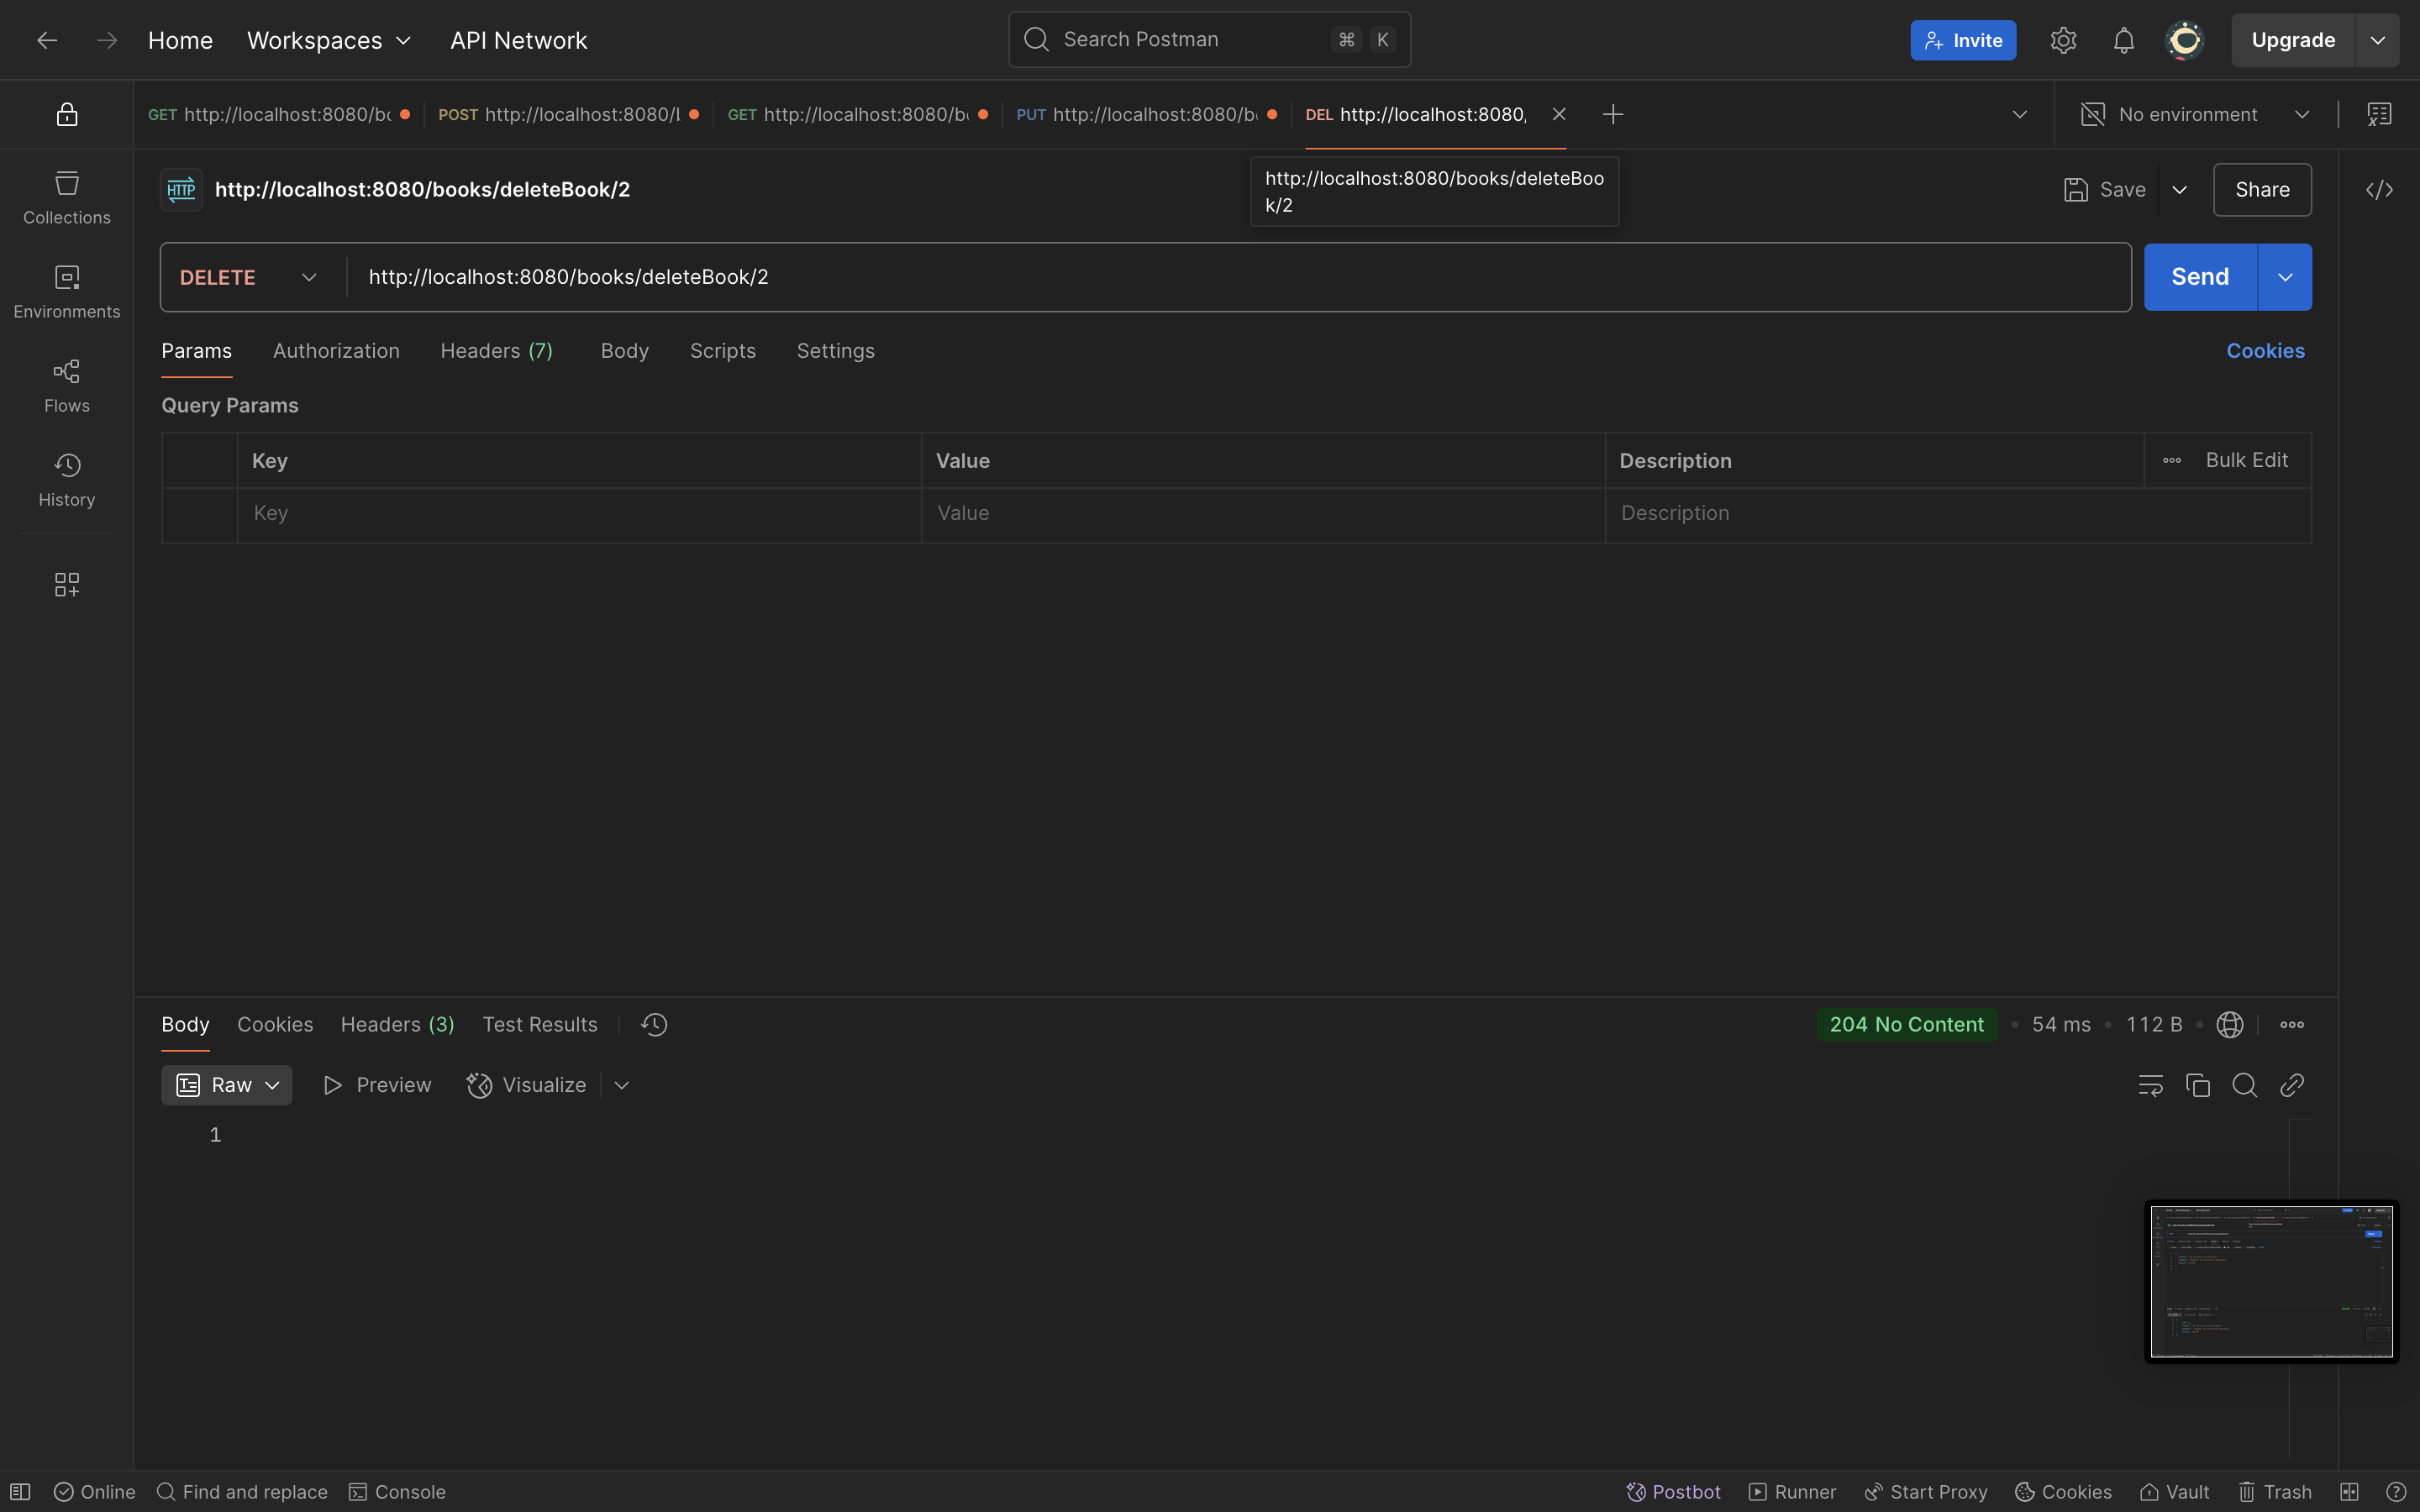 Home Workspaces API Network Search Postman ⌘ K Invite Upgrade
GET http://localhost:8080/bo POST http://localhost:8080/b GET http://localhost:8080/bo PUT http://localhost:8080/bo DEL http://localhost:8080/ No environment
HTTP http://localhost:8080/books/deleteBook/2 Save Share
http://localhost:8080/books/deleteBoo
k/2
Collections
Environments
Flows
History
DELETE http://localhost:8080/books/deleteBook/2 Send
Params Authorization Headers (7) Body Scripts Settings Cookies
Query Params
Key Value Description Bulk Edit
Key Value Description
Body Cookies Headers (3) Test Results 204 No Content 54 ms 112 B
Raw Preview Visualize
1
Online Find and replace Console Postbot Runner Start Proxy Cookies Vault Trash